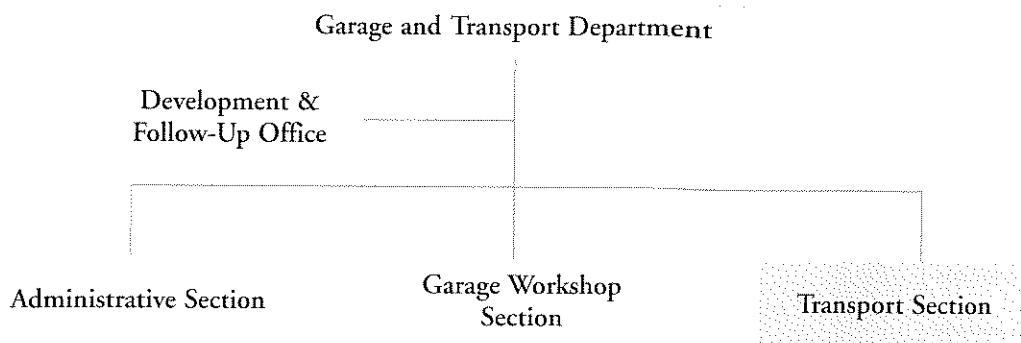 Garage and Transport Department
Development &
Follow-Up Office
Administrative Section
Garage Workshop
Section
Transport Section